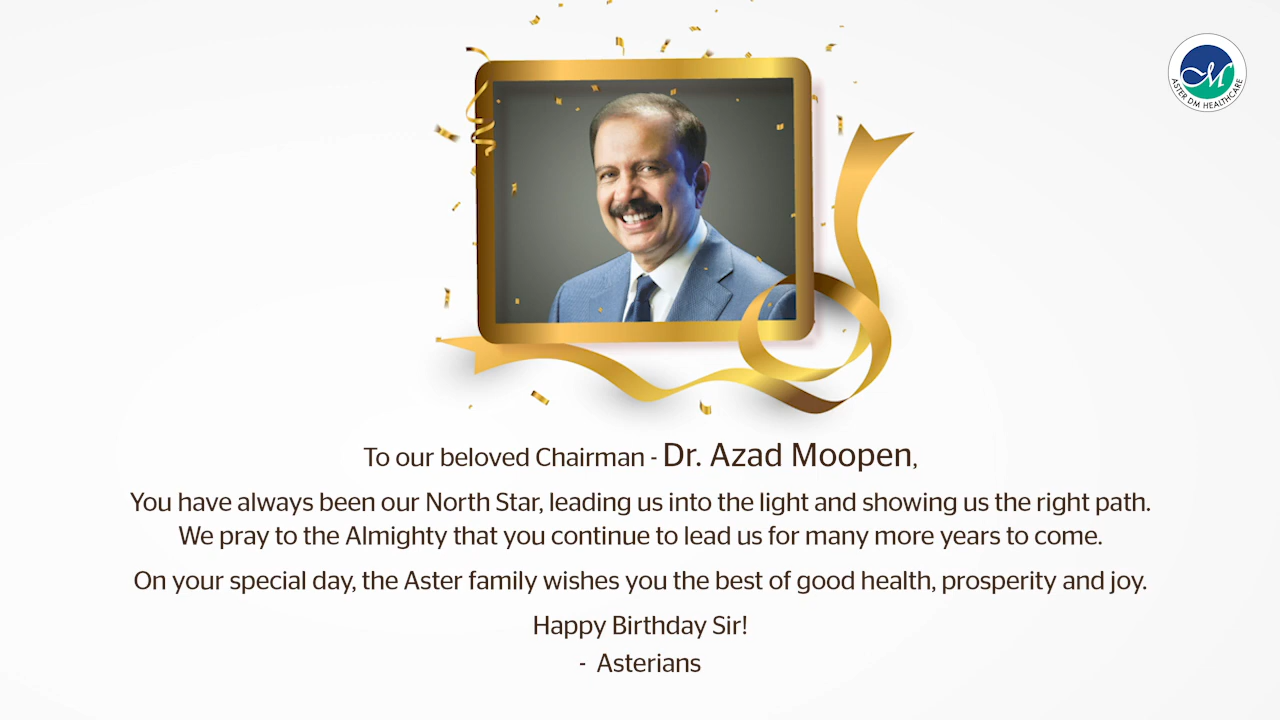 ASTER DM HEALTHCARE
To our beloved Chairman - Dr. Azad Moopen,
You have always been our North Star, leading us into the light and showing us the right path.
We pray to the Almighty that you continue to lead us for many more years to come.
On your special day, the Aster family wishes you the best of good health, prosperity and joy.
Happy Birthday Sir!
- Asterians